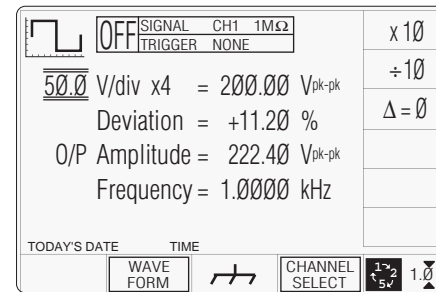 OFF SIGNAL CH1 1MΩ
TRIGGER NONE
50.0 V/div x4 = 200.00 Vpk-pk
Deviation = +11.20 %
O/P Amplitude = 222.40 Vpk-pk
Frequency = 1.0000 kHz
TODAY'S DATE TIME
WAVE FORM
CHANNEL SELECT
x 10
÷10
Δ = 0
1 2 5
1.0